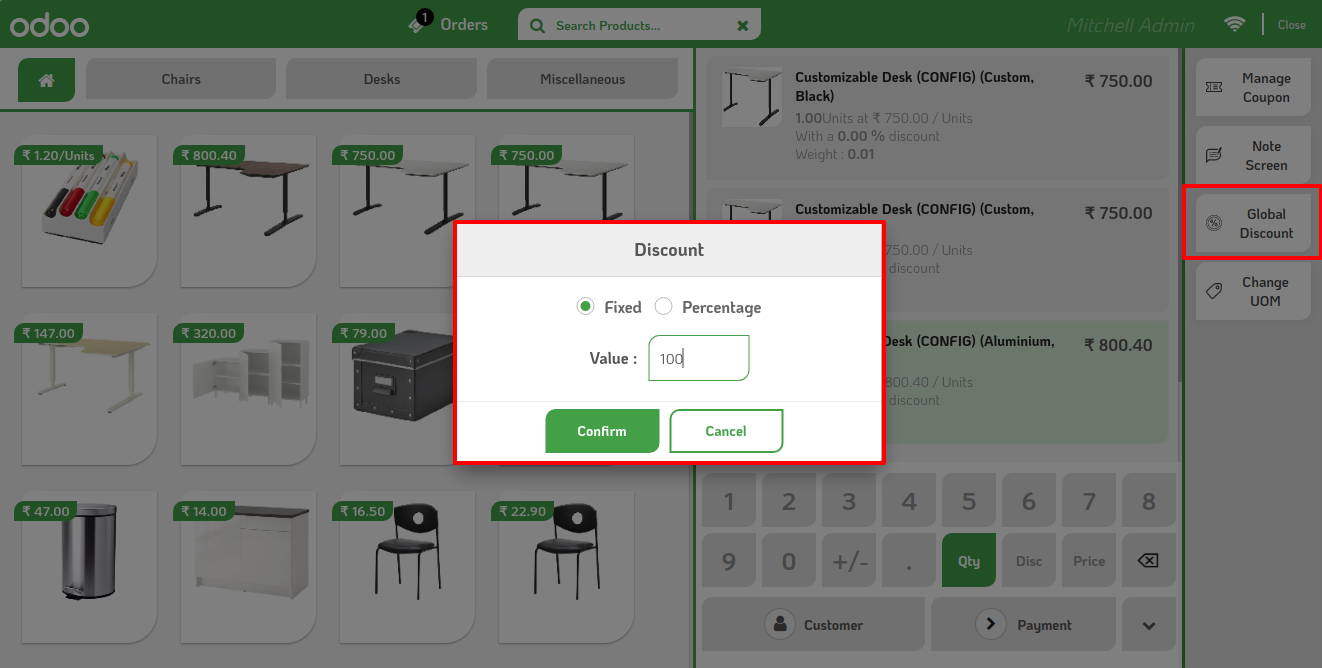 odoo
1
Orders
Search Products...
Mitchell Admin
Close
Chairs
Desks
Miscellaneous
₹ 1.20/Units
₹ 800.40
₹ 750.00
₹ 750.00
₹ 147.00
₹ 320.00
₹ 79.00
₹ 47.00
₹ 14.00
₹ 16.50
₹ 22.90
Customizable Desk (CONFIG) (Custom,
Black)
₹ 750.00
1.00Units at ₹ 750.00 / Units
With a 0.00 % discount
Weight : 0.01
Customizable Desk (CONFIG) (Custom,
₹ 750.00
750.00 / Units
discount
Desk (CONFIG) (Aluminium,
₹ 800.40
800.40 / Units
discount
Discount
Fixed
Percentage
Value :
100
Confirm
Cancel
1 2 3 4 5 6 7 8
9 0 +/- . Qty Disc Price
Customer
Payment
Manage
Coupon
Note
Screen
Global
Discount
Change
UOM